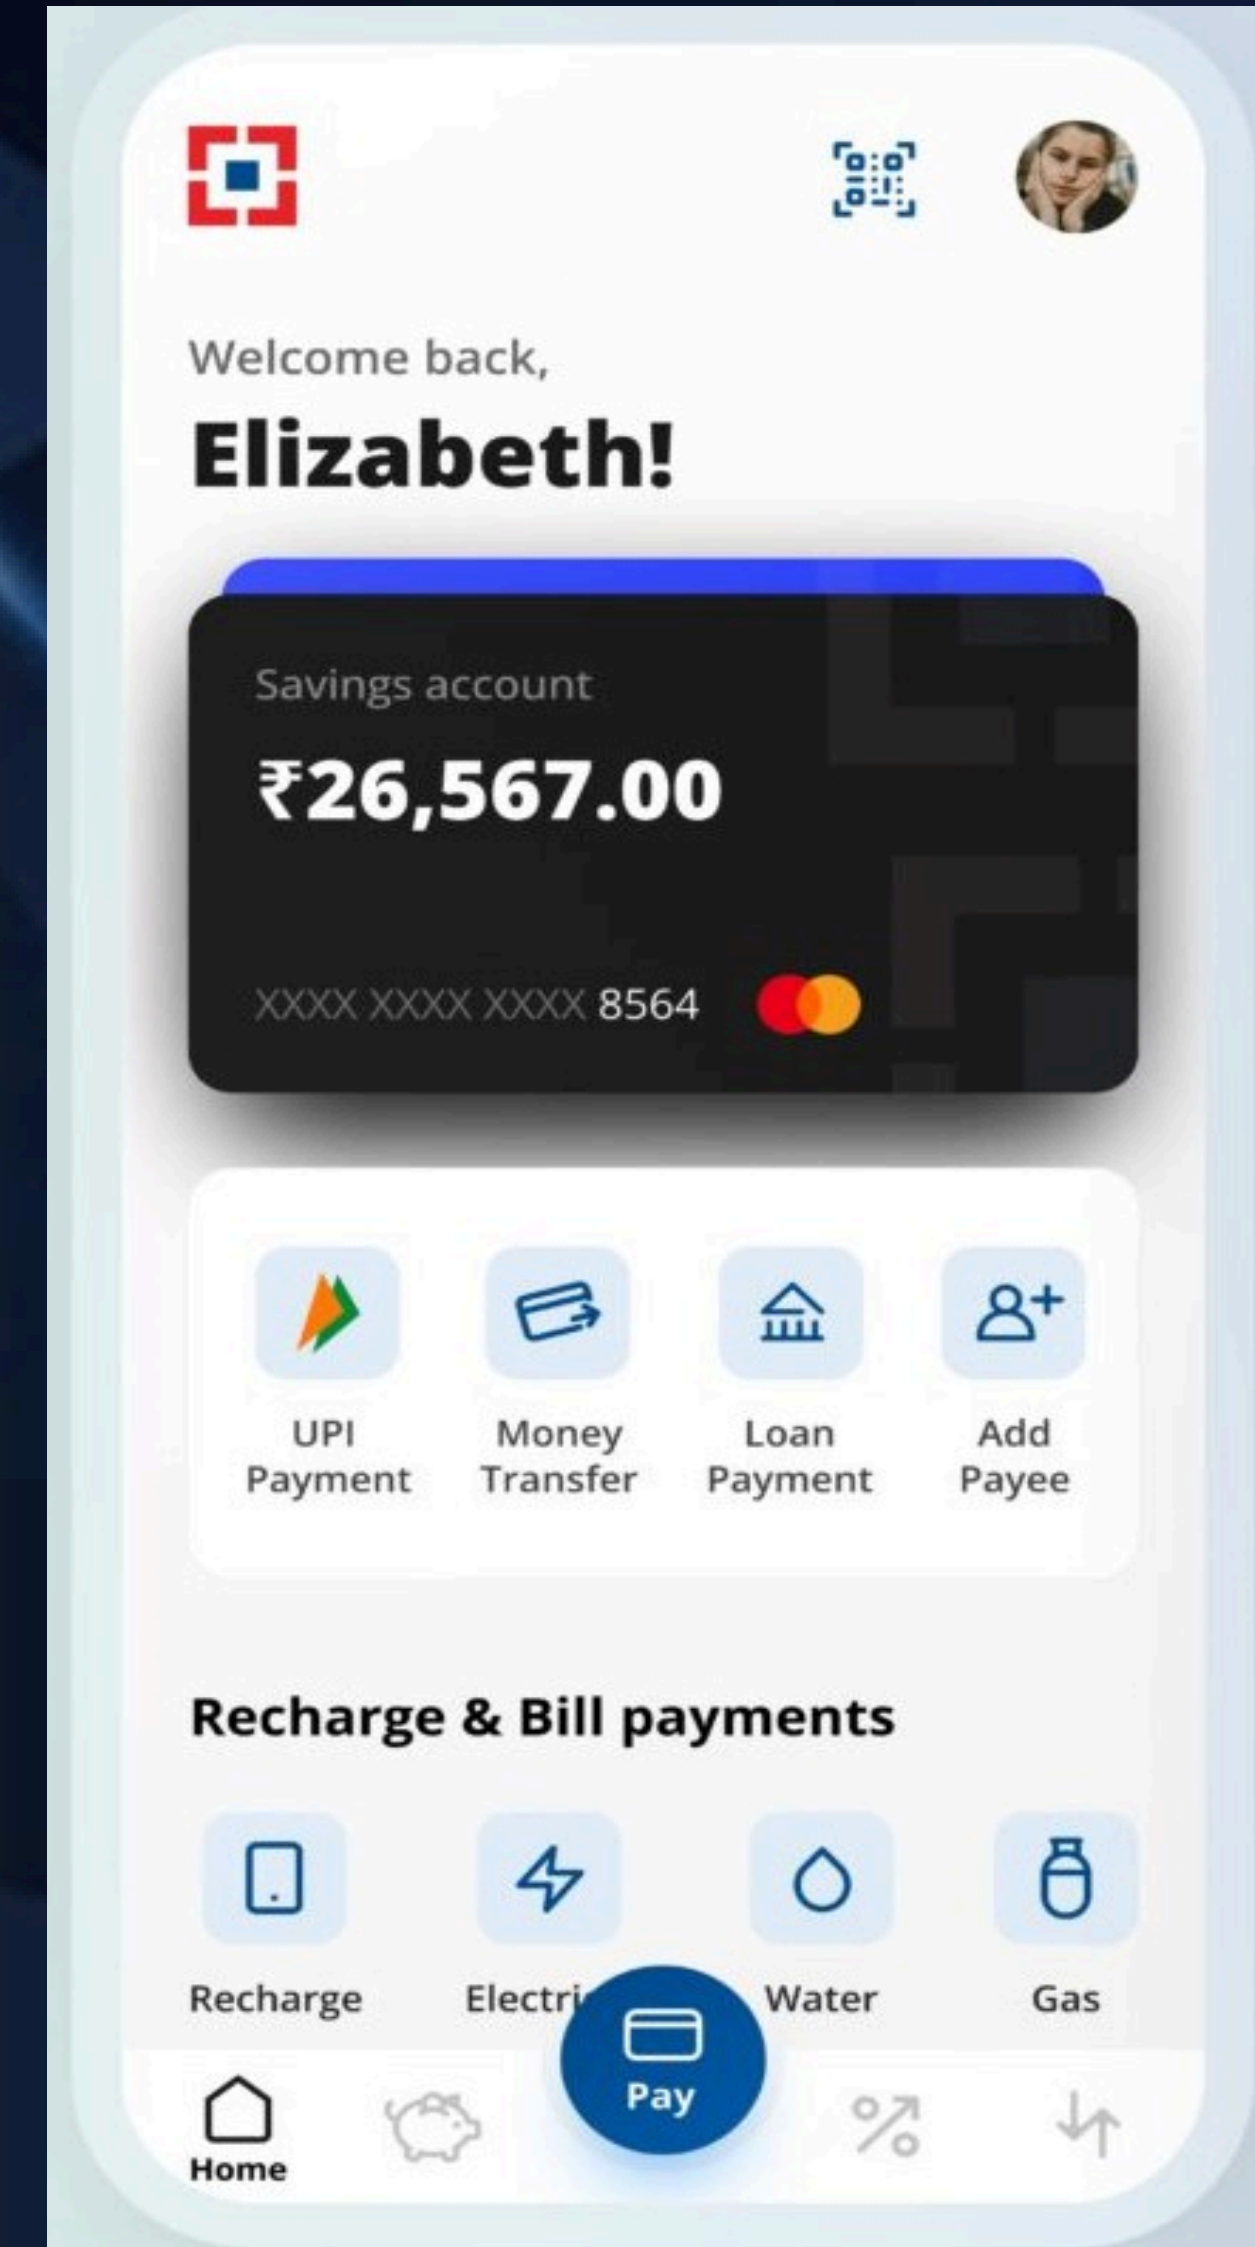 Welcome back,
Elizabeth!
Savings account
₹26,567.00
XXXX XXXX XXXX 8564
UPI Payment
Money Transfer
Loan Payment
Add Payee
Recharge & Bill payments
Recharge
Electri
Water
Gas
Pay
Home